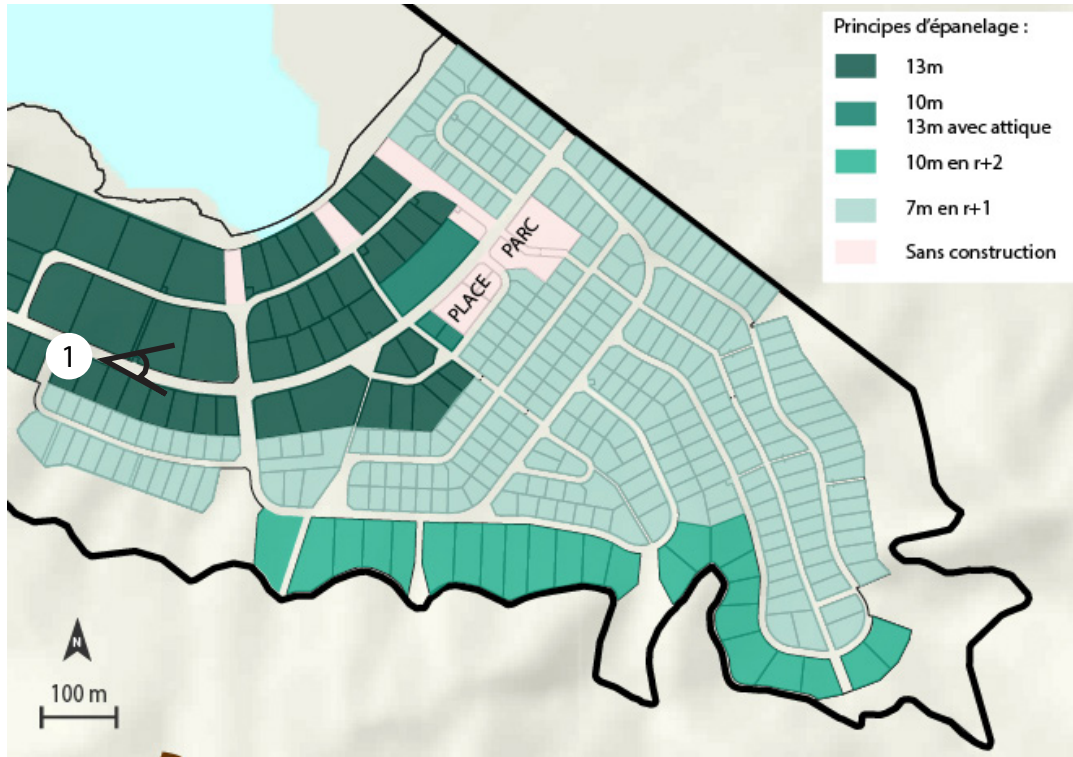 Principes d'épanelage :
13m
10m
13m avec attique
10m en r+2
7m en r+1
Sans construction
PARC
PLACE
1
N
100 m